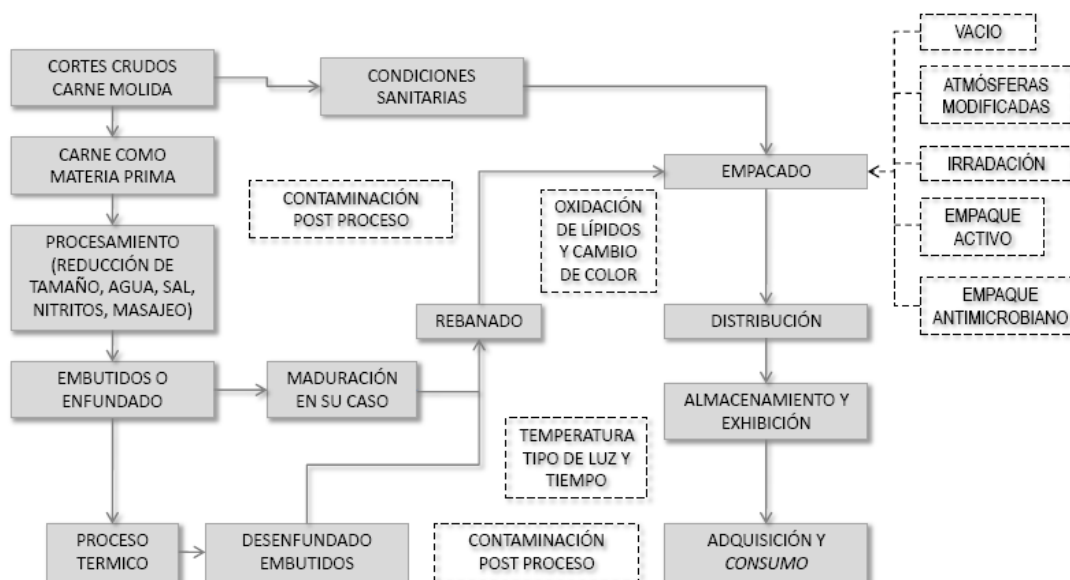 CORTES CRUDOS
CARNE MOLIDA
CONDICIONES
SANITARIAS
VACIO
ATMÓSFERAS
MODIFICADAS
CARNE COMO
MATERIA PRIMA
EMPACADO
IRRADACIÓN
CONTAMINACIÓN
POST PROCESO
OXIDACIÓN
DE LÍPIDOS
Y CAMBIO
DE COLOR
EMPAQUE
ACTIVO
PROCESAMIENTO
(REDUCCIÓN DE
TAMAÑO, AGUA, SAL,
NITRITOS, MASAJEO)
REBANADO
DISTRIBUCIÓN
EMPAQUE
ANTIMICROBIANO
EMBUTIDOS O
ENFUNDADO
MADURACIÓN
EN SU CASO
ALMACENAMIENTO Y
EXHIBICIÓN
TEMPERATURA
TIPO DE LUZ Y
TIEMPO
PROCESO
TERMICO
DESENFUNDADO
EMBUTIDOS
CONTAMINACIÓN
POST PROCESO
ADQUISICIÓN Y
CONSUMO